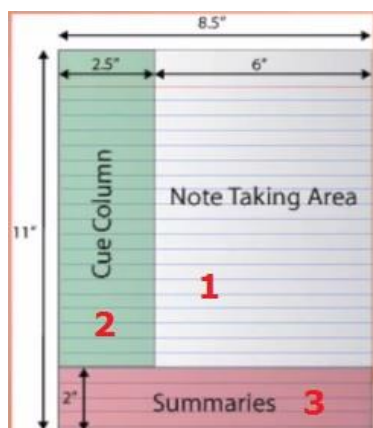 8.5"
2.5" 6"
Cue Column
Note Taking Area
11"
1
2
2"
Summaries 3